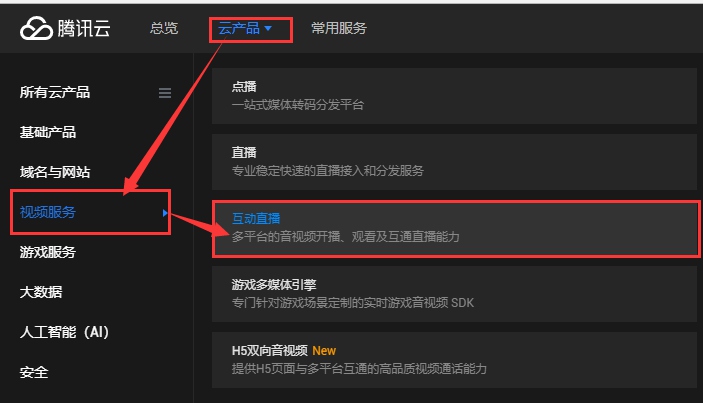 腾讯云 总览 云产品 常用服务
所有云产品
基础产品
域名与网站
视频服务
游戏服务
大数据
人工智能（AI）
安全
点播
一站式媒体转码分发平台
直播
专业稳定快速的直播接入和分发服务
互动直播
多平台的音视频开播、观看及互通直播能力
游戏多媒体引擎
专门针对游戏场景定制的实时游戏音视频 SDK
H5双向音视频 New
提供H5页面与多平台互通的高品质视频通话能力